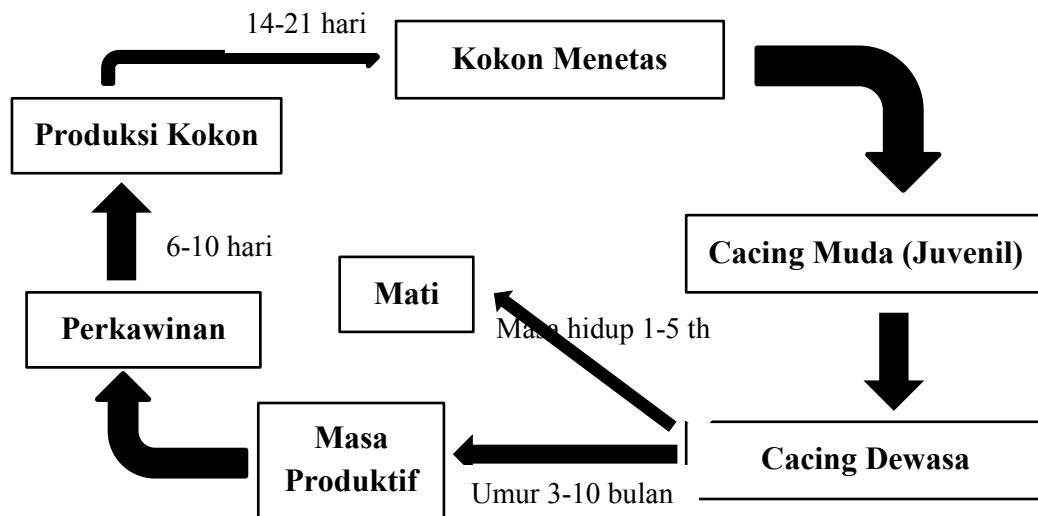 14-21 hari
Kokon Menetas
Produksi Kokon
6-10 hari
Cacing Muda (Juvenil)
Mati
Perkawinan
Masa hidup 1-5 th
Masa
Produktif
Cacing Dewasa
Umur 3-10 bulan